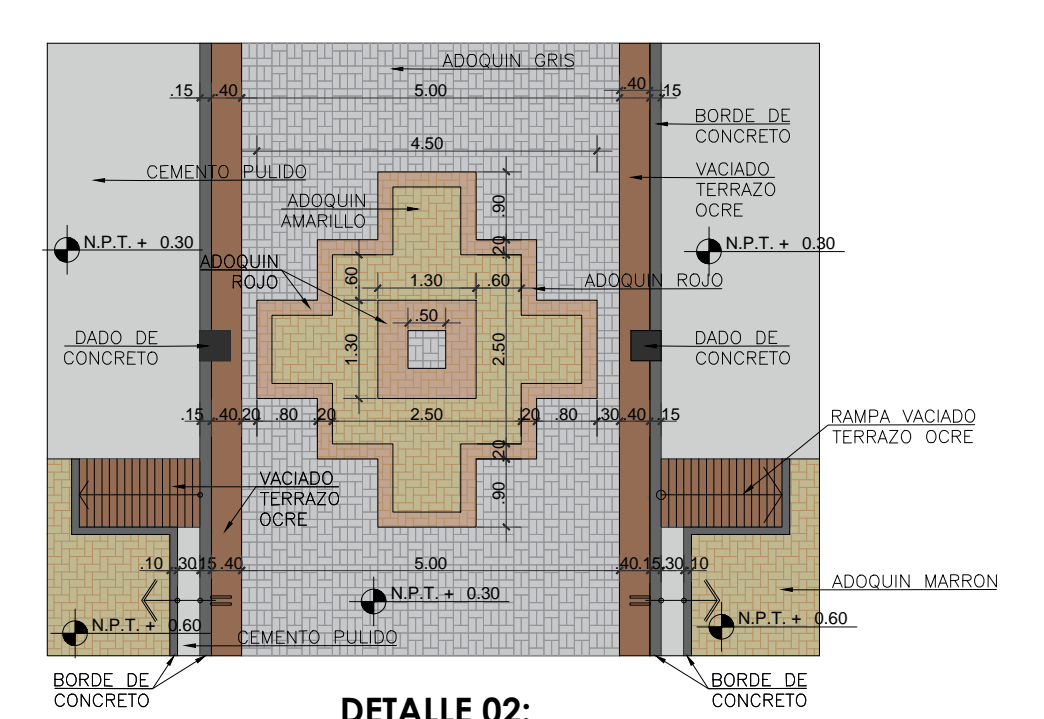 ADOQUIN GRIS
.15 .40 5.00 .40 .15
BORDE DE
CONCRETO
4.50
CEMENTO PULIDO
VACIADO
TERRAZO
OCRE
ADOQUIN
AMARILLO
.90
N.P.T. + 0.30
.20
N.P.T. + 0.30
ADOQUIN
ROJO
.60
1.30
.60
ADOQUIN ROJO
.50
DADO DE
CONCRETO
1.30
2.50
DADO DE
CONCRETO
.15 .40 .20 .80 .20 2.50 .20 .80 .30 .40 .15
RAMPA VACIADO
TERRAZO OCRE
.20
VACIADO
TERRAZO
OCRE
.90
.10 .30 .15 .40 5.00 .40 .15 .30 .10
ADOQUIN MARRON
N.P.T. + 0.30
N.P.T. + 0.60
N.P.T. + 0.60
CEMENTO PULIDO
BORDE DE
CONCRETO
BORDE DE
CONCRETO
DETALLE 02: